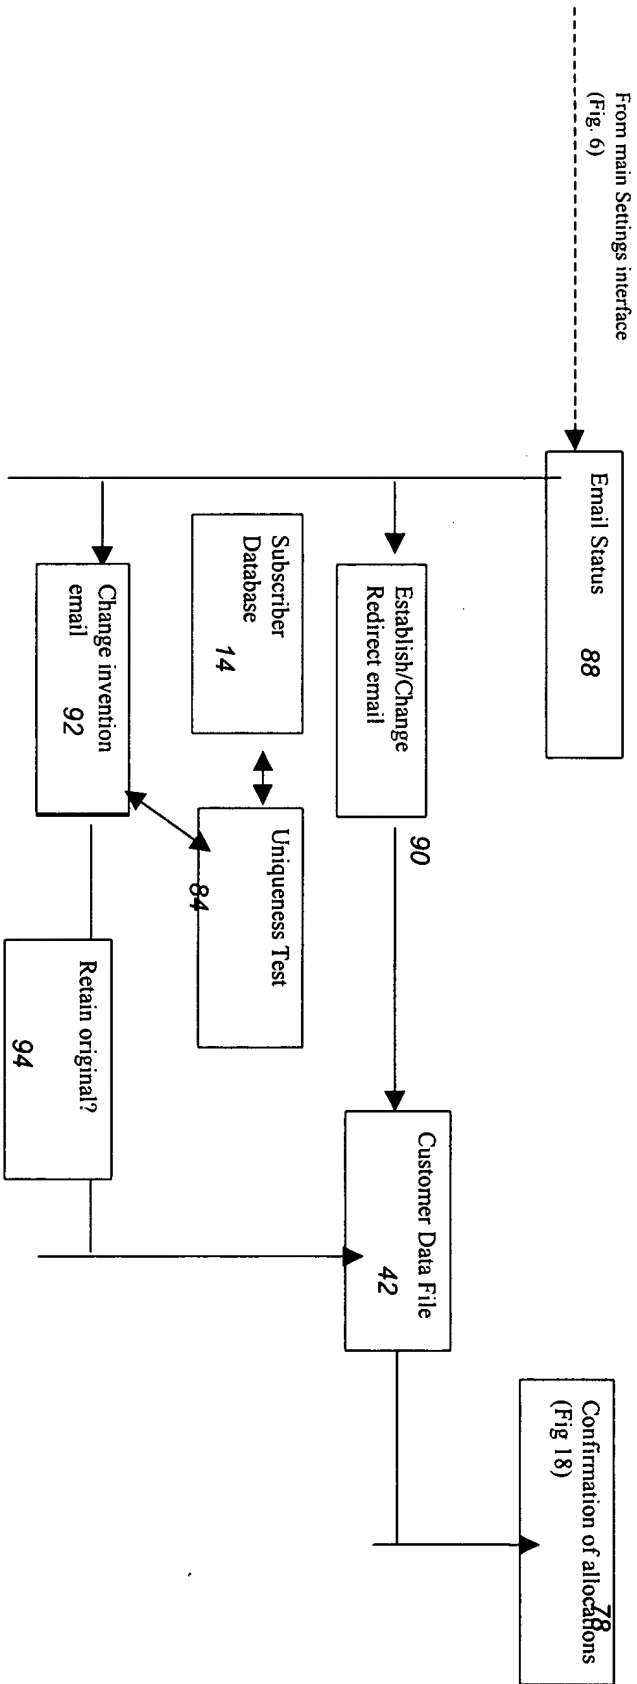 From main Settings interface
(Fig. 6)
Email Status
88
Establish/Change
Redirect email
90
Subscriber
Database
14
Uniqueness Test
84
Change invention
email
92
Retain original?
94
Customer Data File
42
Confirmation of allocations
(Fig 18)
78